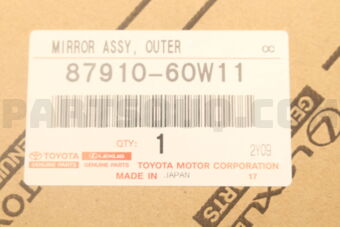 MIRROR ASSY, OUTER
87910-60W11
QTY: 1
2Y09
TOYOTA GENUINE PARTS
LEXUS GENUINE PARTS
TOYOTA MOTOR CORPORATION
MADE IN JAPAN
17